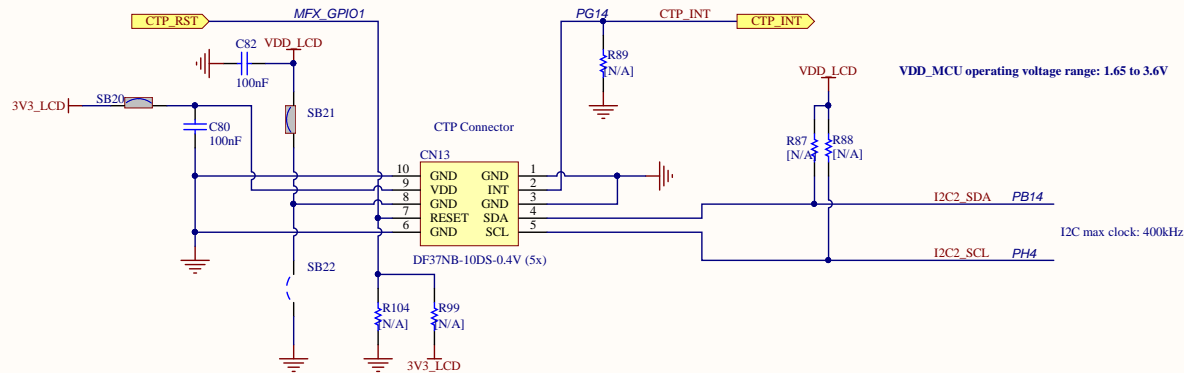 CTP_RST
MFX_GPIO1
PG14
CTP_INT
CTP_INT
C82
VDD_LCD
100nF
R89
[N/A]
VDD_LCD
VDD_MCU operating voltage range: 1.65 to 3.6V
3V3_LCD
SB20
SB21
C80
100nF
CTP Connector
R87
[N/A]
R88
[N/A]
CN13
10
GND
9
VDD
8
GND
7
RESET
6
GND
GND
1
INT
2
GND
3
SDA
4
SCL
5
DF37NB-10DS-0.4V (5x)
I2C2_SDA
PB14
I2C max clock: 400kHz
I2C2_SCL
PH4
SB22
R104
[N/A]
R99
[N/A]
3V3_LCD